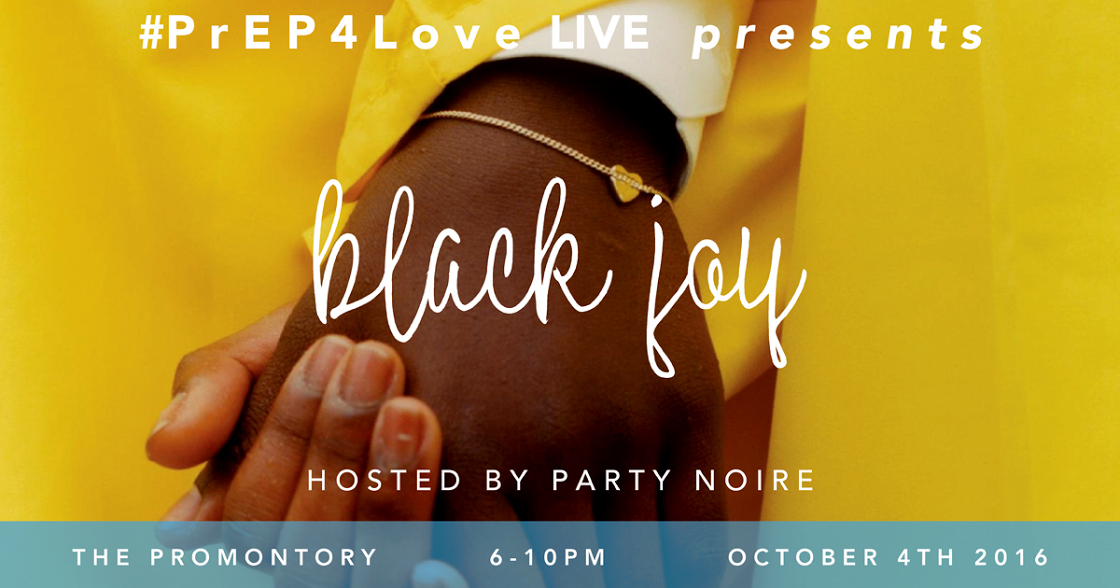 #PrEP4Love LIVE presents
black joy
HOSTED BY PARTY NOIRE
THE PROMONTORY 6-10PM OCTOBER 4TH 2016